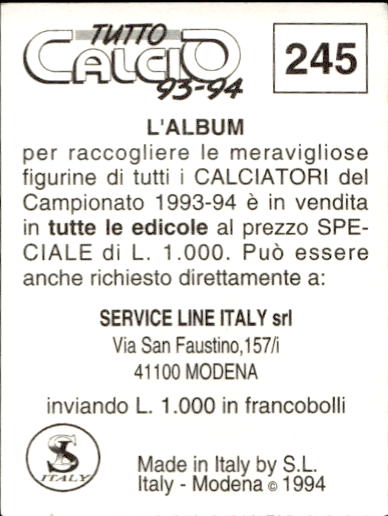 TUTTO
CALCIO
93-94
245
L'ALBUM
per raccogliere le meravigliose
figurine di tutti i CALCIATORI del
Campionato 1993-94 è in vendita
in tutte le edicole al prezzo SPE-
CIALE di L. 1.000. Può essere
anche richiesto direttamente a:
SERVICE LINE ITALY srl
Via San Faustino,157/i
41100 MODENA
inviando L. 1.000 in francobolli
SL
ITALY
Made in Italy by S.L.
Italy - Modena © 1994